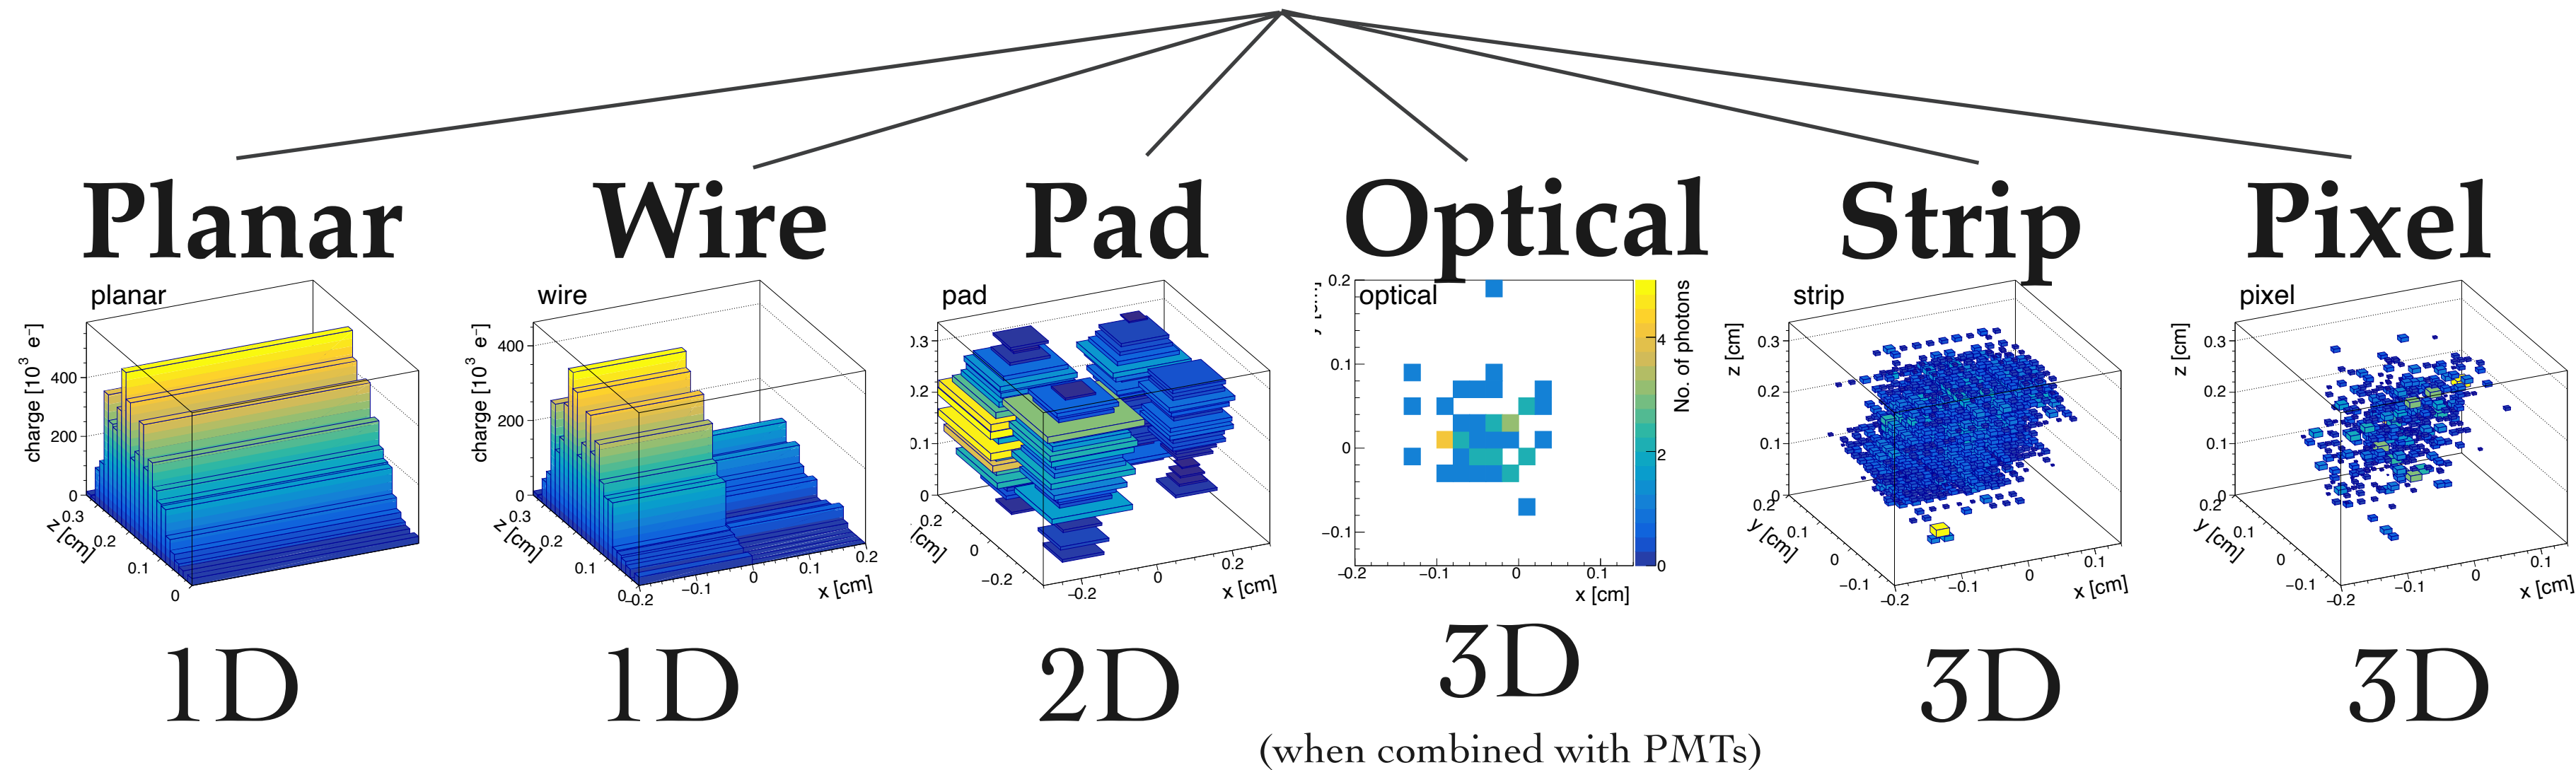 Planar
Wire
Pad
Optical
Strip
Pixel
planar
charge [10³ e⁻]
400
200
0
z [cm]
0.3
0.2
0.1
0
wire
charge [10³ e⁻]
400
200
0
z [cm]
0.3
0.2
0.1
0
−0.2
−0.1
0
0.1
0.2
x [cm]
pad
0.3
0.2
0.1
0
[cm]
0.2
0
−0.2
−0.2
0
0.2
x [cm]
optical
0.2
0.1
0
−0.1
−0.2
−0.1
0
0.1
x [cm]
No. of photons
4
2
0
strip
z [cm]
0.3
0.2
0.1
0
y [cm]
0.2
0.1
0
−0.1
−0.2
−0.1
0
0.1
x [cm]
pixel
z [cm]
0.3
0.2
0.1
0
y [cm]
0.2
0.1
0
−0.1
−0.2
−0.1
0
0.1
x [cm]
1D
1D
2D
3D
3D
3D
(when combined with PMTs)